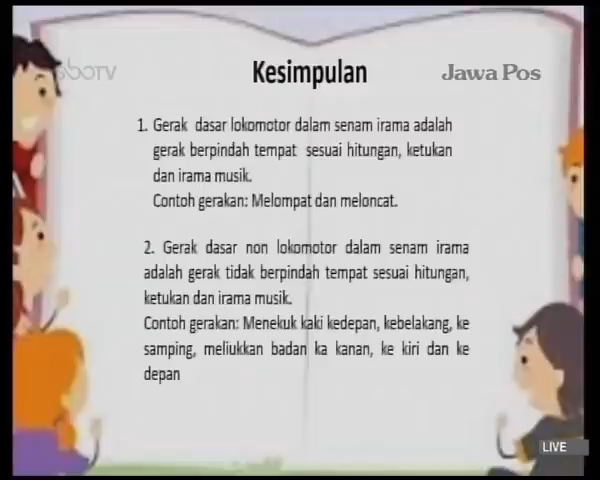 sboTV
Kesimpulan
Jawa Pos
1. Gerak dasar lokomotor dalam senam irama adalah
gerak berpindah tempat sesuai hitungan, ketukan
dan irama musik.
Contoh gerakan: Melompat dan meloncat.
2. Gerak dasar non lokomotor dalam senam irama
adalah gerak tidak berpindah tempat sesuai hitungan,
ketukan dan irama musik.
Contoh gerakan: Menekuk kaki kedepan, kebelakang, ke
samping, meliukkan badan ka kanan, ke kiri dan ke
depan
LIVE